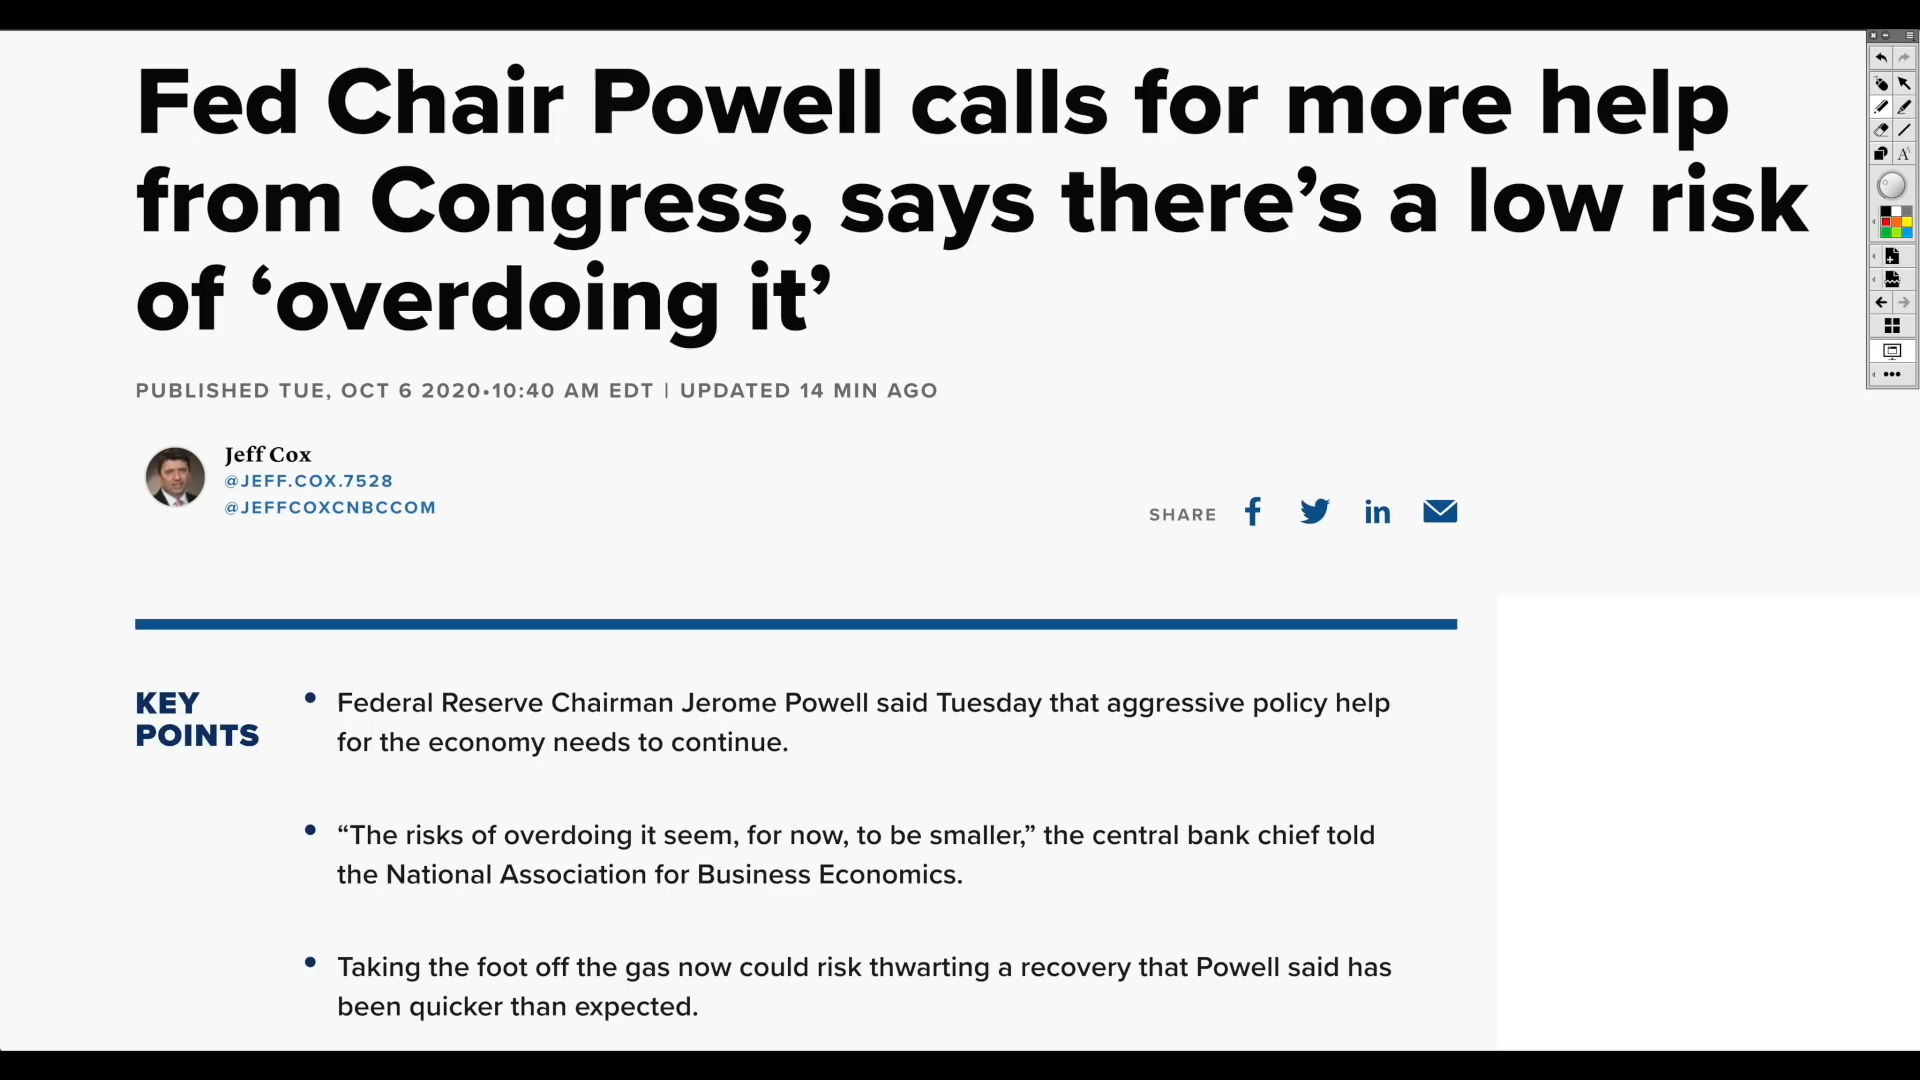 Fed Chair Powell calls for more help
from Congress, says there’s a low risk
of ‘overdoing it’
PUBLISHED TUE, OCT 6 2020•10:40 AM EDT | UPDATED 14 MIN AGO
Jeff Cox
@JEFF.COX.7528
@JEFFCOXCNBCCOM
SHARE
KEY
POINTS
• Federal Reserve Chairman Jerome Powell said Tuesday that aggressive policy help
for the economy needs to continue.
• “The risks of overdoing it seem, for now, to be smaller,” the central bank chief told
the National Association for Business Economics.
• Taking the foot off the gas now could risk thwarting a recovery that Powell said has
been quicker than expected.